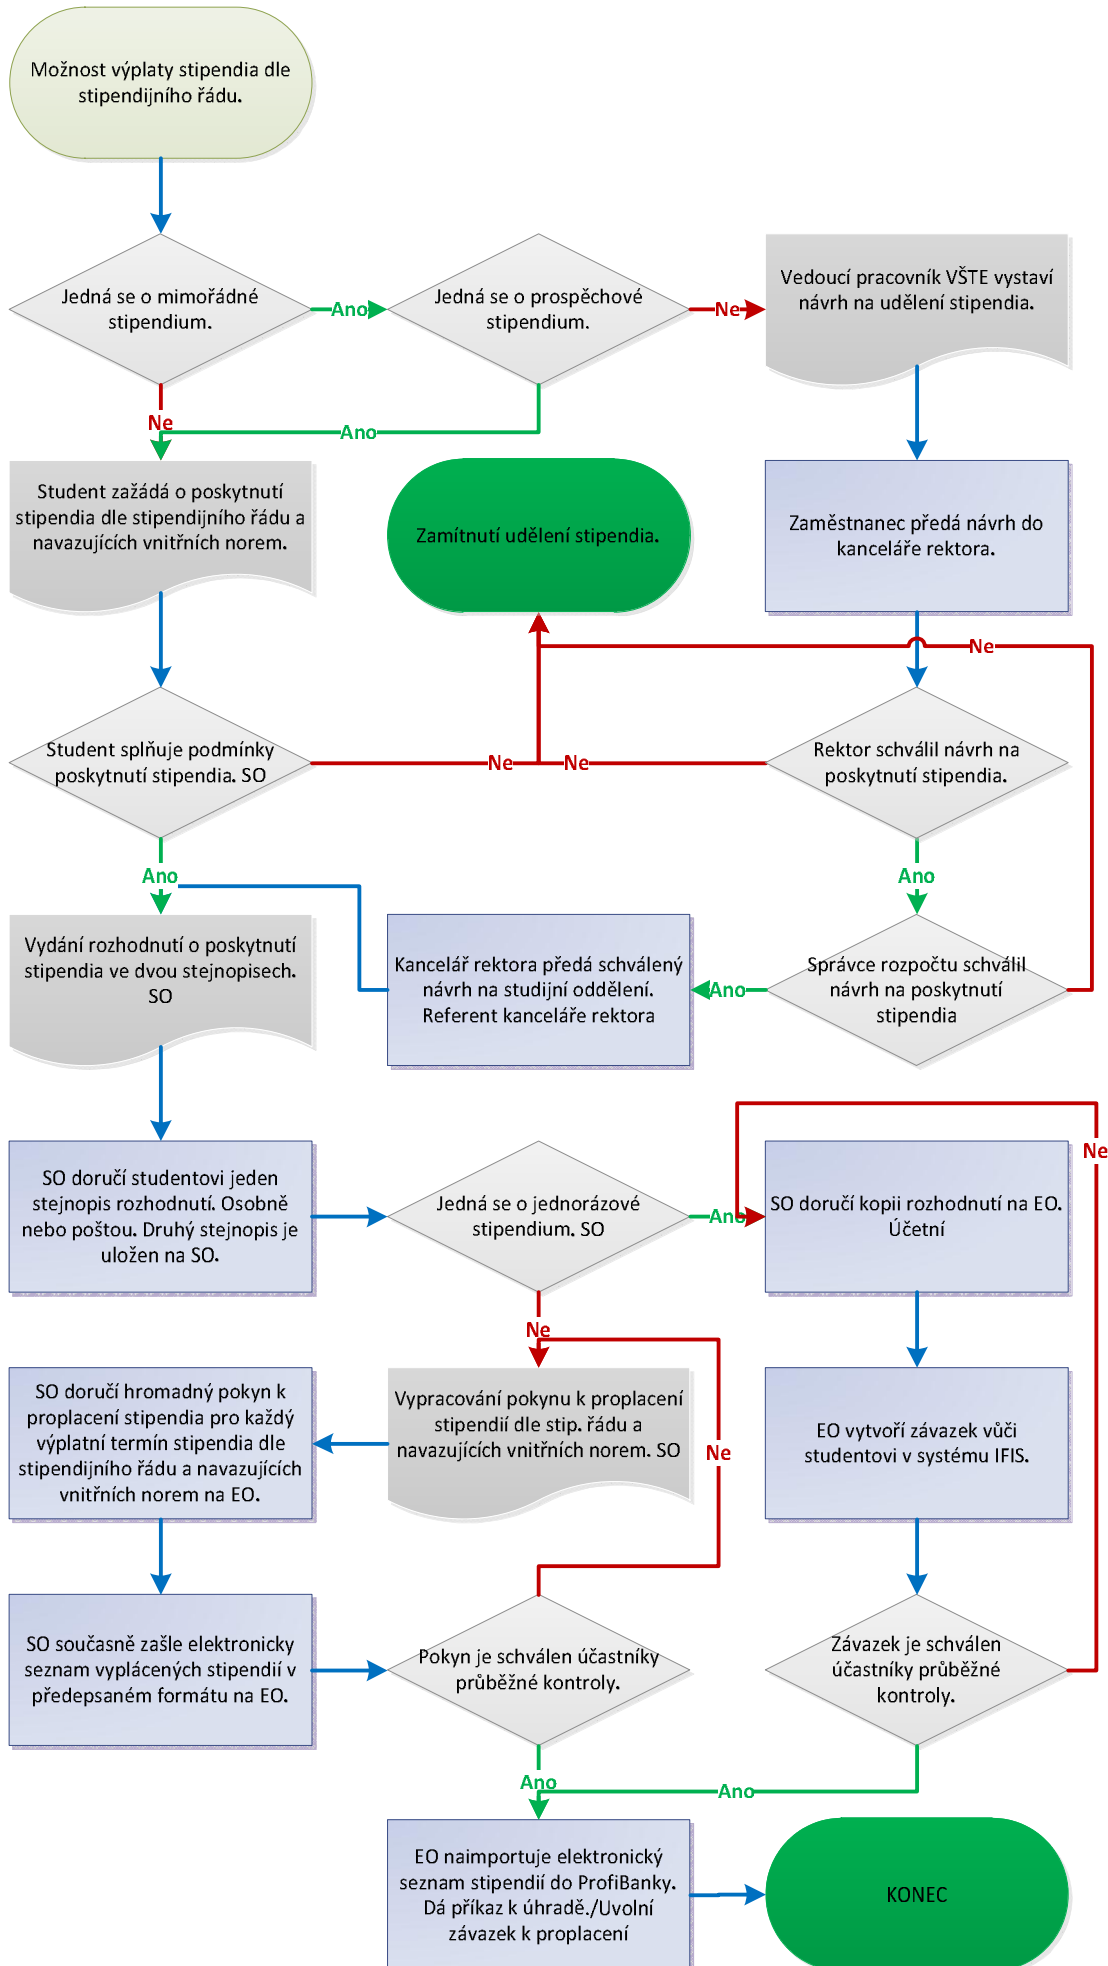 Možnost výplaty stipendia dle
stipendijního řádu.
Jedná se o mimořádné
stipendium.
Ano
Jedná se o prospěchové
stipendium.
Ne
Vedoucí pracovník VŠTE vystaví
návrh na udělení stipendia.
Ne
Ano
Student zažádá o poskytnutí
stipendia dle stipendijního řádu a
navazujících vnitřních norem.
Zamítnutí udělení stipendia.
Zaměstnanec předá návrh do
kanceláře rektora.
Ne
Student splňuje podmínky
poskytnutí stipendia. SO
Ne
Ne
Rektor schválil návrh na
poskytnutí stipendia.
Ano
Ano
Vydání rozhodnutí o poskytnutí
stipendia ve dvou stejnopisech.
SO
Kancelář rektora předá schválený
návrh na studijní oddělení.
Referent kanceláře rektora
Ano
Správce rozpočtu schválil
návrh na poskytnutí
stipendia
SO doručí studentovi jeden
stejnopis rozhodnutí. Osobně
nebo poštou. Druhý stejnopis je
uložen na SO.
Jedná se o jednorázové
stipendium. SO
Ano
SO doručí kopii rozhodnutí na EO.
Účetní
Ne
Ne
SO doručí hromadný pokyn k
proplacení stipendia pro každý
výplatní termín stipendia dle
stipendijního řádu a navazujících
vnitřních norem na EO.
Vypracování pokynu k proplacení
stipendií dle stip. řádu a
navazujících vnitřních norem. SO
Ne
EO vytvoří závazek vůči
studentovi v systému IFIS.
SO současně zašle elektronicky
seznam vyplácených stipendií v
předepsaném formátu na EO.
Pokyn je schválen účastníky
průběžné kontroly.
Závazek je schválen
účastníky průběžné
kontroly.
Ano
Ano
EO naimportuje elektronický
seznam stipendií do ProfiBanky.
Dá příkaz k úhradě./Uvolní
závazek k proplacení
KONEC